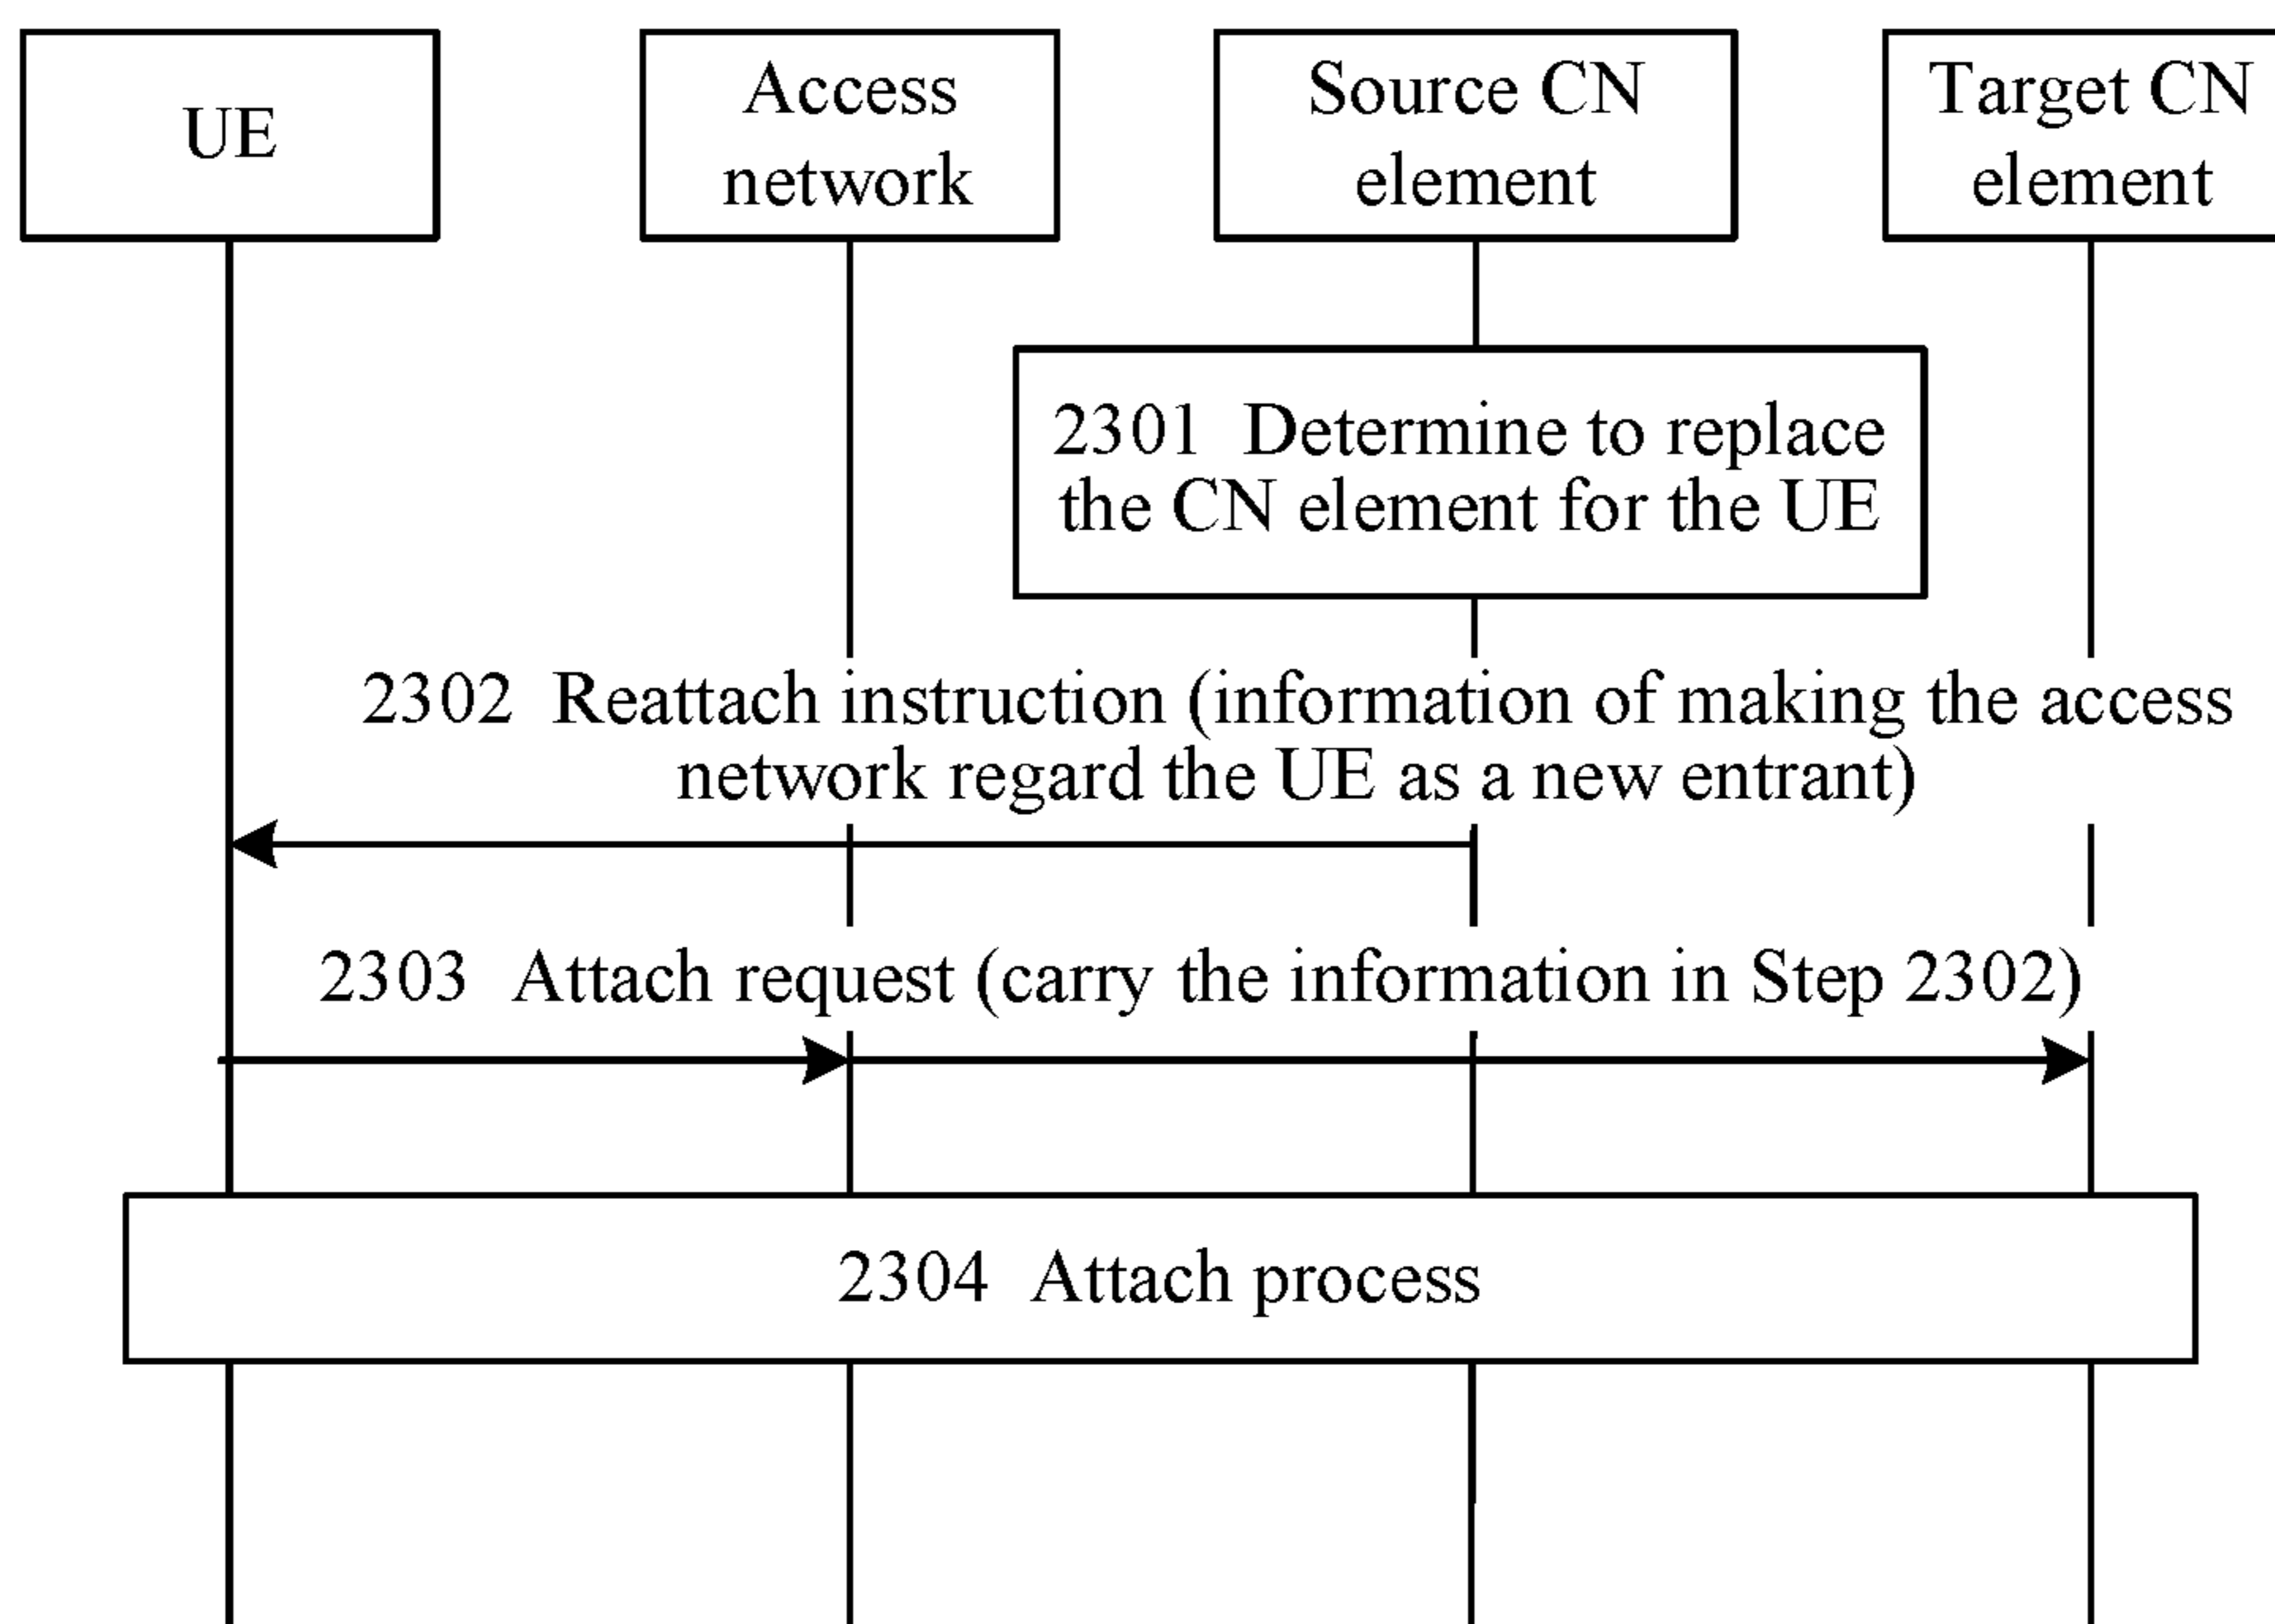 UE
Access
network
Source CN
element
Target CN
element
2301 Determine to replace
the CN element for the UE
2302 Reattach instruction (information of making the access
network regard the UE as a new entrant)
2303 Attach request (carry the information in Step 2302)
2304 Attach process